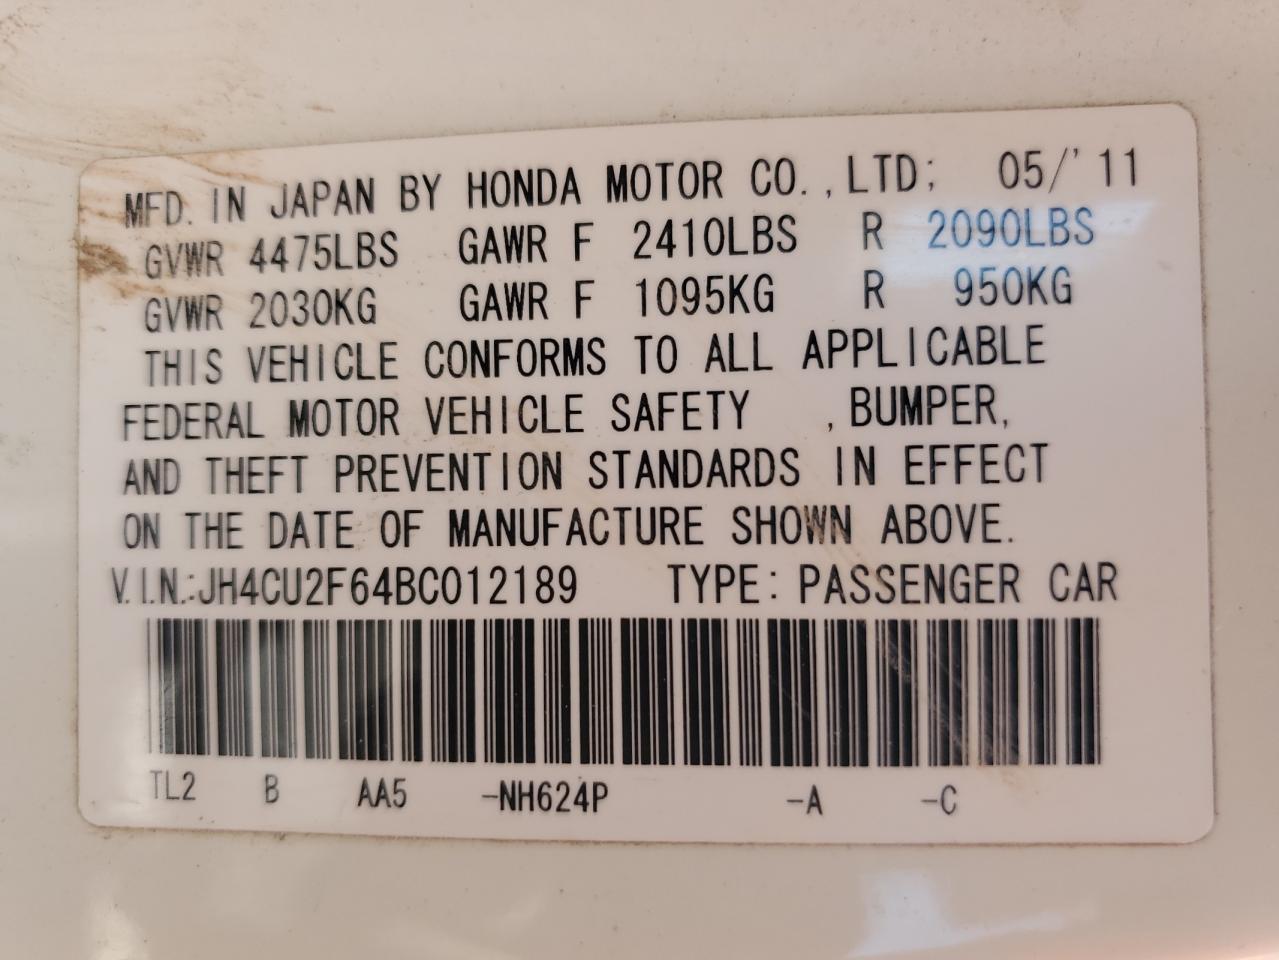 MFD. IN JAPAN BY HONDA MOTOR CO., LTD; 05/'11
GVWR 4475LBS GAWR F 2410LBS R 2090LBS
GVWR 2030KG GAWR F 1095KG R 950KG
THIS VEHICLE CONFORMS TO ALL APPLICABLE
FEDERAL MOTOR VEHICLE SAFETY , BUMPER,
AND THEFT PREVENTION STANDARDS IN EFFECT
ON THE DATE OF MANUFACTURE SHOWN ABOVE.
V.I.N.:JH4CU2F64BC012189 TYPE: PASSENGER CAR
TL2 B AA5 -NH624P -A -C